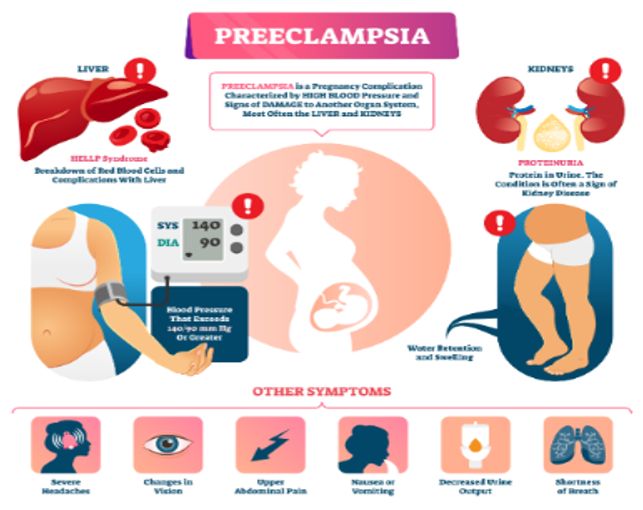 PREECLAMPSIA
LIVER
PREECLAMPSIA is a Pregnancy Complication
Characterized by HIGH BLOOD Pressure and
Signs of DAMAGE to Another Organ System,
Most Often the LIVER and KIDNEYS
KIDNEYS
HELLP Syndrome
Breakdown of Red Blood Cells and
Complications With Liver
PROTEINURIA
Protein in Urine. The
Condition is Often a Sign of
Kidney Disease
SYS 140
DIA 90
Blood Pressure
That Exceeds
140/90 mm Hg
Or Greater
Water Retention
and Swelling
OTHER SYMPTOMS
Severe
Headaches
Changes in
Vision
Upper
Abdominal Pain
Nausea or
Vomiting
Decreased Urine
Output
Shortness
of Breath